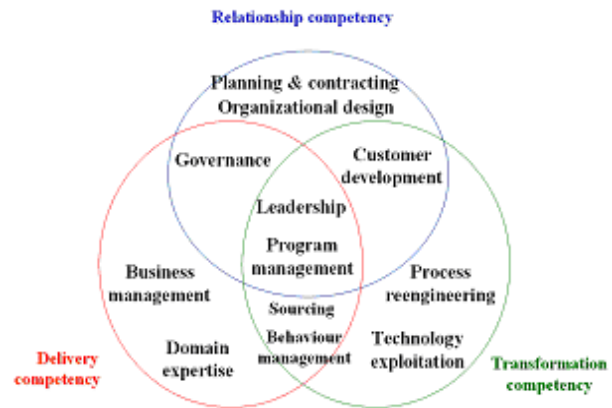 Relationship competency
Planning & contracting
Organizational design
Governance
Customer
development
Leadership
Program
management
Business
management
Process
reengineering
Sourcing
Behaviour
management
Domain
expertise
Technology
exploitation
Delivery
competency
Transformation
competency